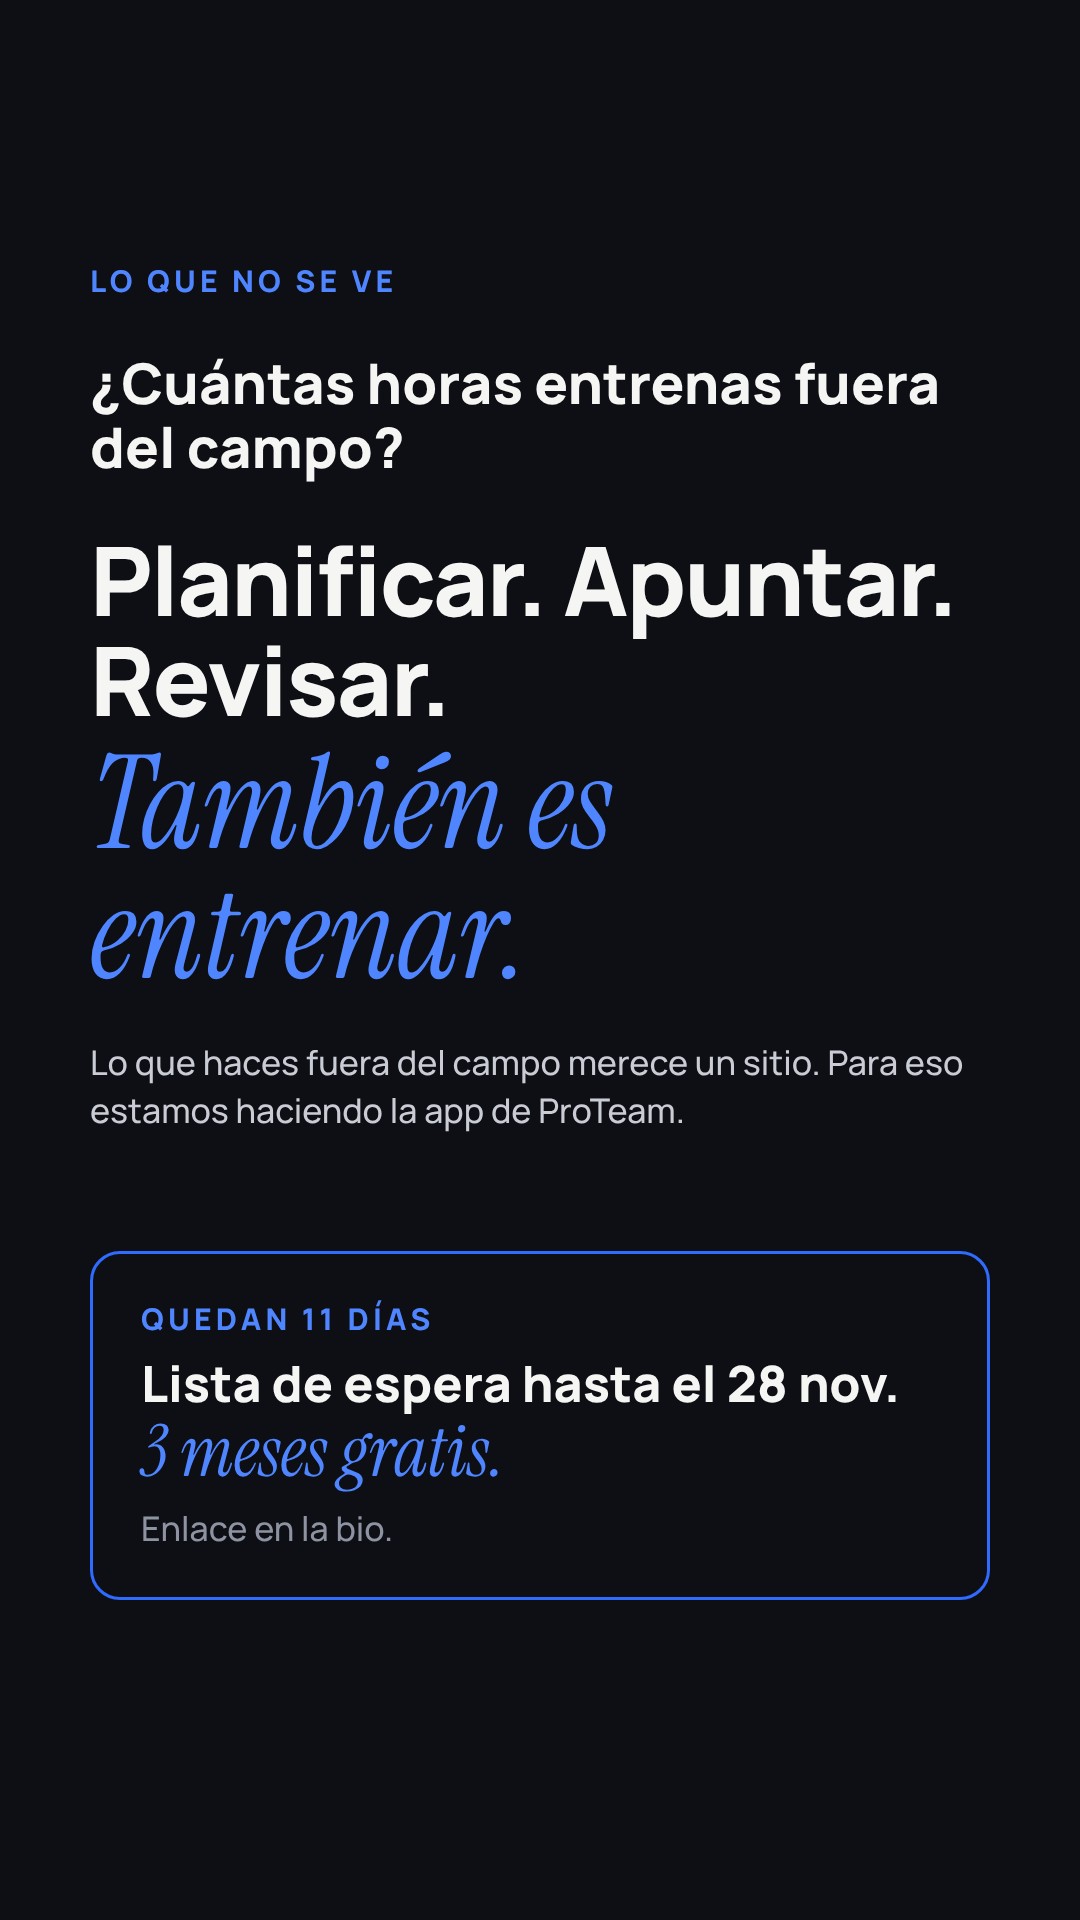 LO QUE NO SE VE
¿Cuántas horas entrenas fuera
del campo?
Planificar. Apuntar.
Revisar.
También es
entrenar.
Lo que haces fuera del campo merece un sitio. Para eso
estamos haciendo la app de ProTeam.
QUEDAN 11 DÍAS
Lista de espera hasta el 28 nov.
3 meses gratis.
Enlace en la bio.